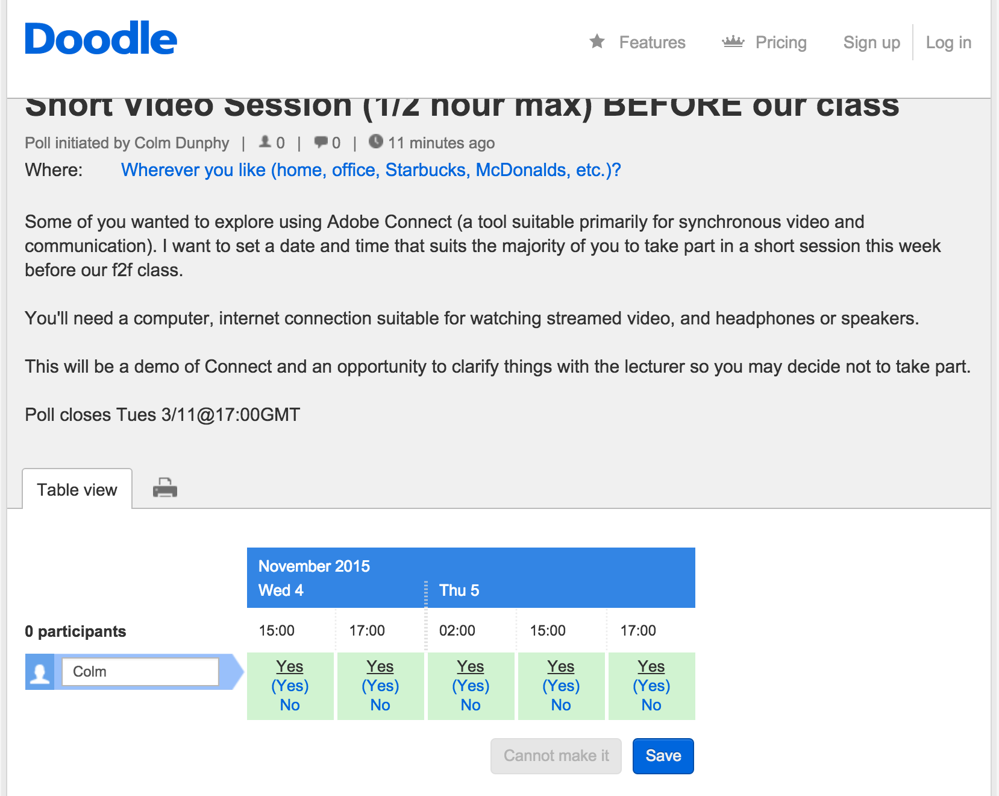 Doodle
Features Pricing Sign up Log in
Short Video Session (1/2 hour max) BEFORE our class
Poll initiated by Colm Dunphy | 0 | 0 | 11 minutes ago
Where: Wherever you like (home, office, Starbucks, McDonalds, etc.)?
Some of you wanted to explore using Adobe Connect (a tool suitable primarily for synchronous video and
communication). I want to set a date and time that suits the majority of you to take part in a short session this week
before our f2f class.
You'll need a computer, internet connection suitable for watching streamed video, and headphones or speakers.
This will be a demo of Connect and an opportunity to clarify things with the lecturer so you may decide not to take part.
Poll closes Tues 3/11@17:00GMT
Table view
November 2015
Wed 4 Thu 5
0 participants 15:00 17:00 02:00 15:00 17:00
Colm
Yes Yes Yes Yes Yes
(Yes) (Yes) (Yes) (Yes) (Yes)
No No No No No
Cannot make it Save